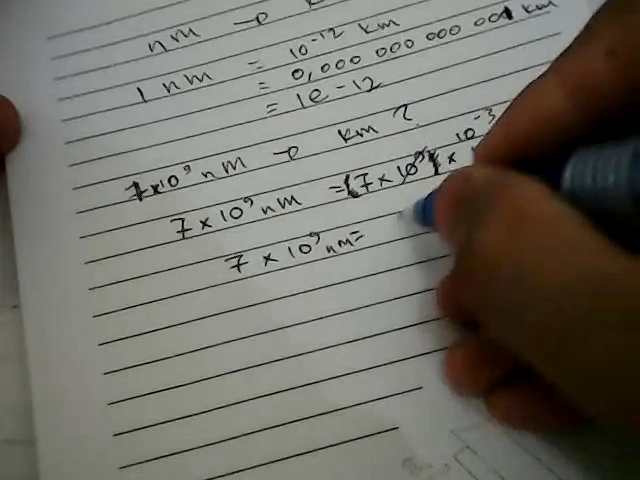 nm → k
1 nm = 10⁻¹² km
= 0,000 000 000 001 km
= 1e-12
7x10⁹ nm → km ?
7 x 10⁹ nm = (7 x 10⁹) x 10⁻³
7 x 10⁹ nm =